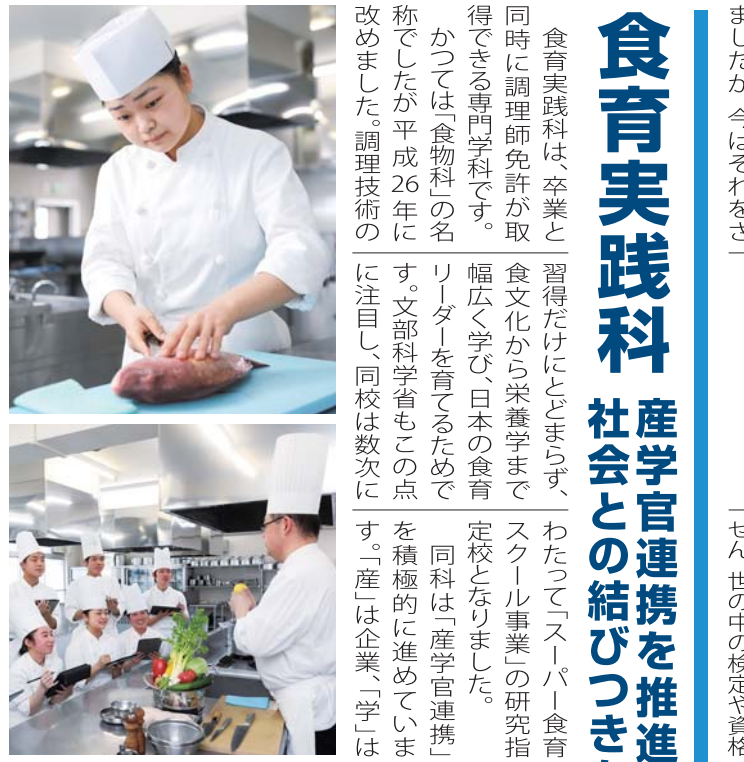 ましたが、今はそれをさ
せん。世の中の検定や資格
食育実践科
産学官連携を推進
社会との結びつき
食育実践科は、卒業と
同時に調理師免許が取
得できる専門学科です。
かつては「食物科」の名
称でしたが平成26年に
改めました。調理技術の
習得だけにとどまらず、
食文化から栄養学まで
幅広く学び、日本の食育
リーダーを育てるためで
す。文部科学省もこの点
に注目し、同校は数次に
わたって「スーパー食育
スクール事業」の研究指
定校となりました。
同科は「産学官連携」
を積極的に進めていま
す。「産」は企業、「学」は